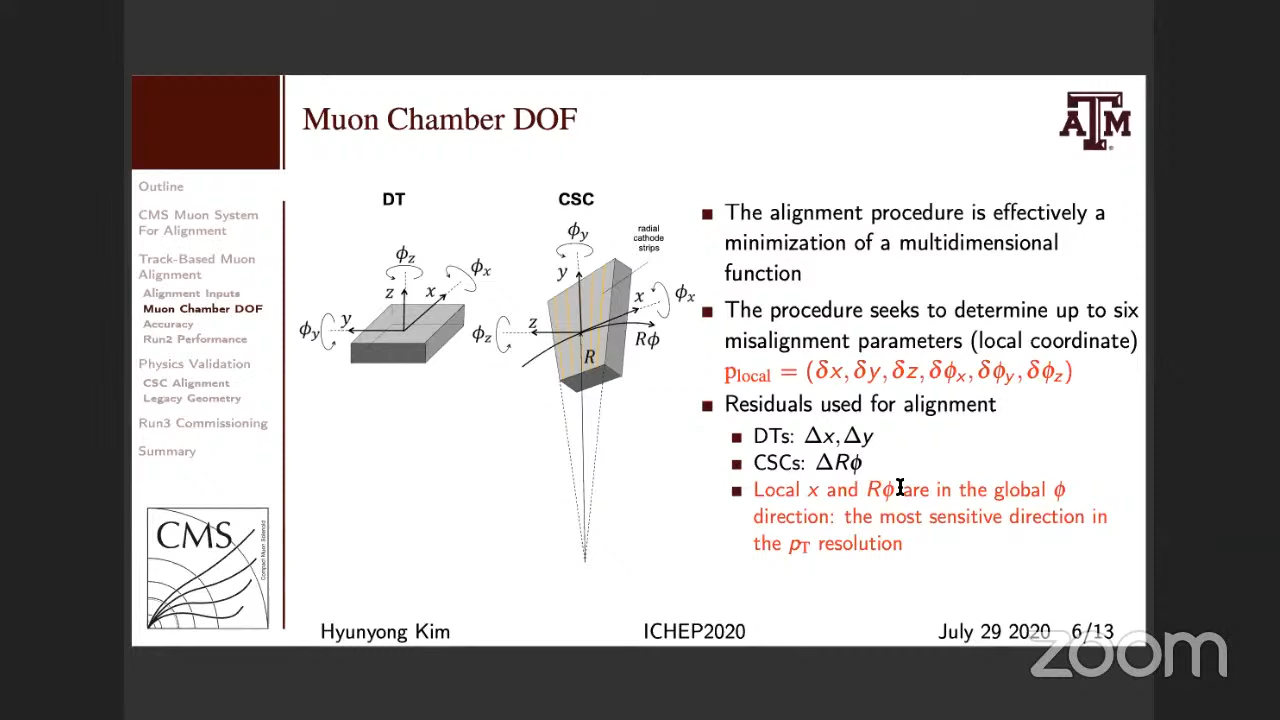 Muon Chamber DOF
ĀTM
®
Outline
CMS Muon System
For Alignment
Track-Based Muon
Alignment
Alignment Inputs
Muon Chamber DOF
Accuracy
Run2 Performance
Physics Validation
CSC Alignment
Legacy Geometry
Run3 Commissioning
Summary
CMS
Compact Muon Solenoid
DT
ϕz
ϕx
z
x
y
ϕy
CSC
radial
cathode
strips
ϕy
y
x
ϕx
z
ϕz
Rϕ
R
The alignment procedure is effectively a
minimization of a multidimensional
function
The procedure seeks to determine up to six
misalignment parameters (local coordinate)
p_local = (δx, δy, δz, δϕx, δϕy, δϕz)
Residuals used for alignment
DTs: Δx, Δy
CSCs: ΔRϕ
Local x and Rϕ are in the global ϕ
direction: the most sensitive direction in
the pT resolution
Hyunyong Kim
ICHEP2020
July 29 2020 6/13
zoom